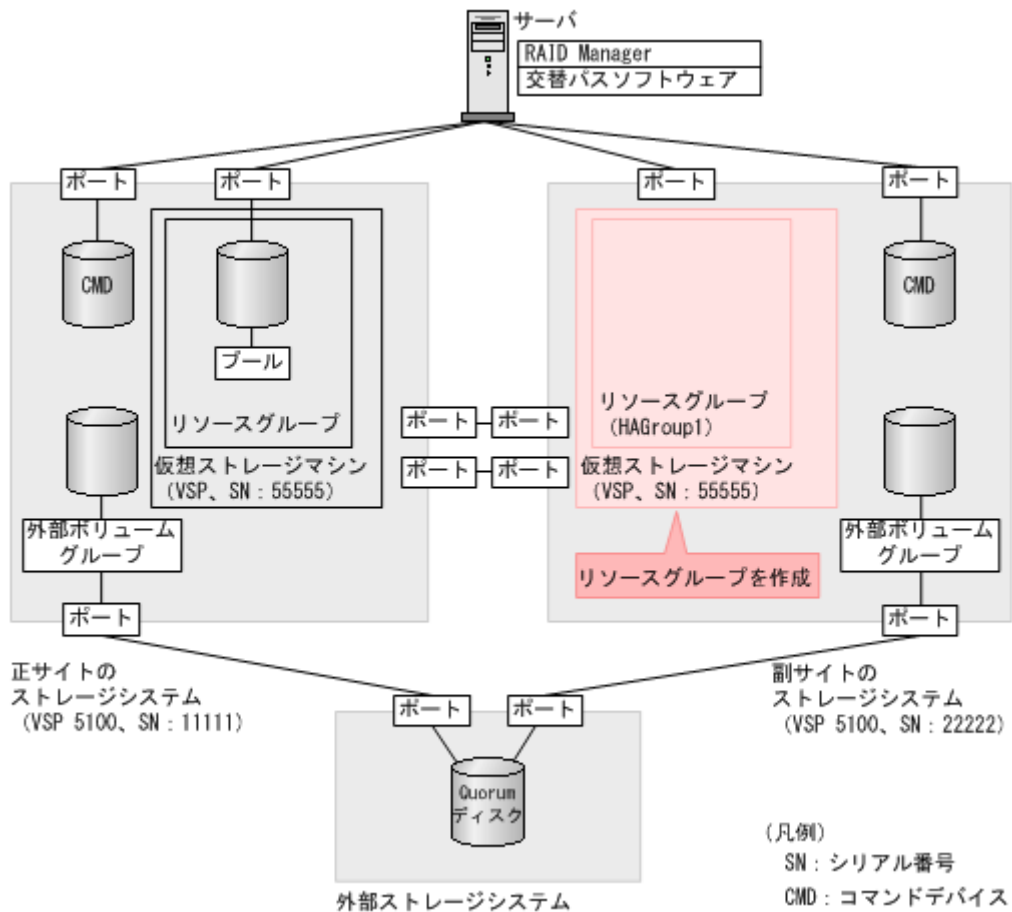 サーバ
RAID Manager
交替パスソフトウェア
ポート
ポート
ポート
ポート
CMD
プール
リソースグループ
仮想ストレージマシン
(VSP、SN:55555)
外部ボリューム
グループ
ポート
ポート
ポート
ポート
ポート
リソースグループ
(HAGroup1)
仮想ストレージマシン
(VSP、SN:55555)
リソースグループを作成
CMD
外部ボリューム
グループ
ポート
正サイトの
ストレージシステム
(VSP 5100、SN:11111)
副サイトの
ストレージシステム
(VSP 5100、SN:22222)
ポート
ポート
Quorum
ディスク
外部ストレージシステム
(凡例)
SN:シリアル番号
CMD:コマンドデバイス